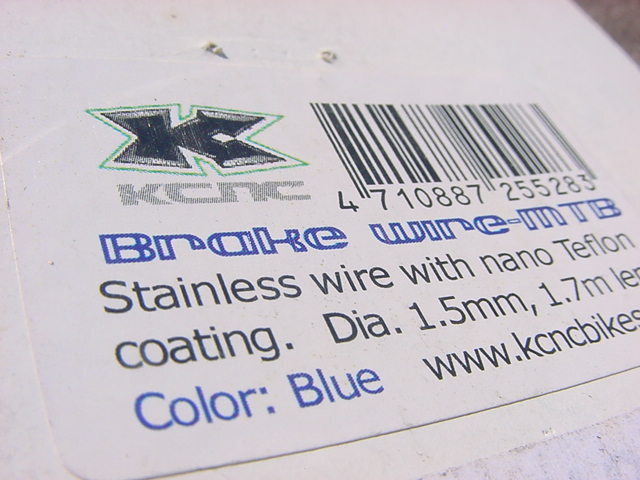 KC
KCNC
4 710887 255283
Brake wire-MTB
Stainless wire with nano Teflon
coating. Dia. 1.5mm, 1.7m
Color: Blue www.kcncbikes